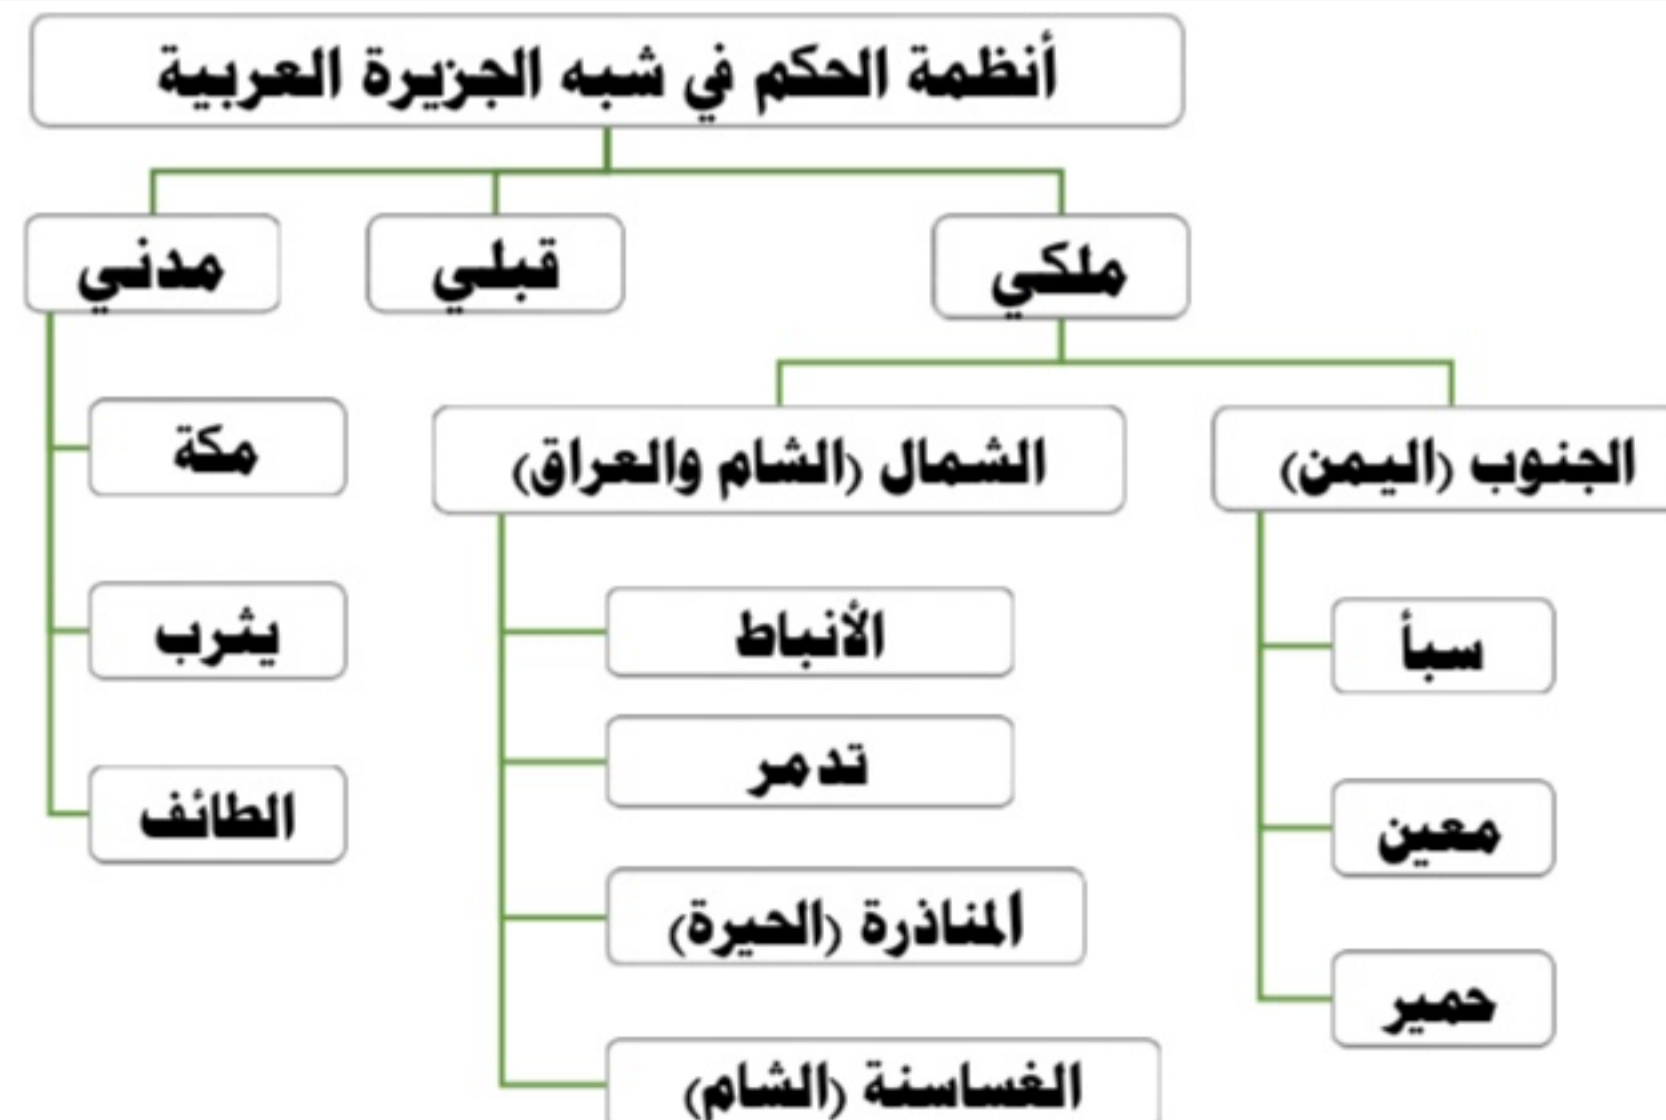 أنظمة الحكم في شبه الجزيرة العربية
ملكي
قبلي
مدني
الجنوب (اليمن)
سبأ
معين
حمير
الشمال (الشام والعراق)
الأنباط
تدمر
المناذرة (الحيرة)
الغساسنة (الشام)
مكة
يثرب
الطائف